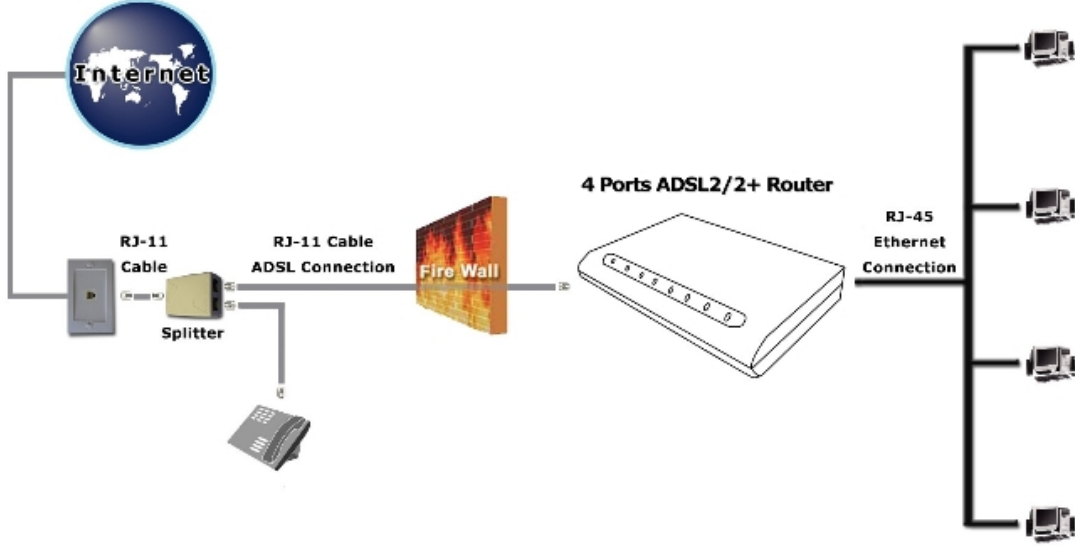 Internet
4 Ports ADSL2/2+ Router
RJ-11
Cable
RJ-11 Cable
ADSL Connection
Fire Wall
RJ-45
Ethernet
Connection
Splitter